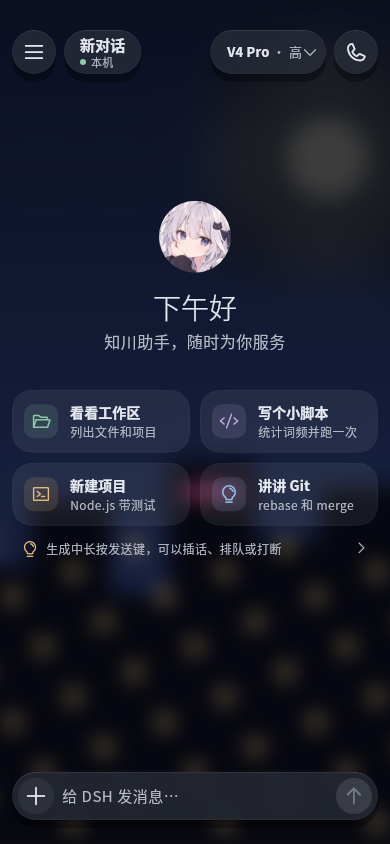 新对话
本机
V4 Pro · 高
下午好
知川助手，随时为你服务
看看工作区
列出文件和项目
写个小脚本
统计词频并跑一次
新建项目
Node.js 带测试
讲讲 Git
rebase 和 merge
生成中长按发送键，可以插话、排队或打断
给 DSH 发消息…